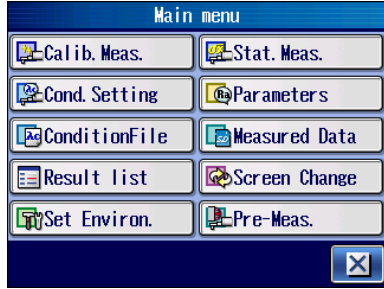 Main menu
Calib. Meas.
Stat. Meas.
Cond. Setting
Parameters
ConditionFile
Measured Data
Result list
Screen Change
Set Environ.
Pre-Meas.